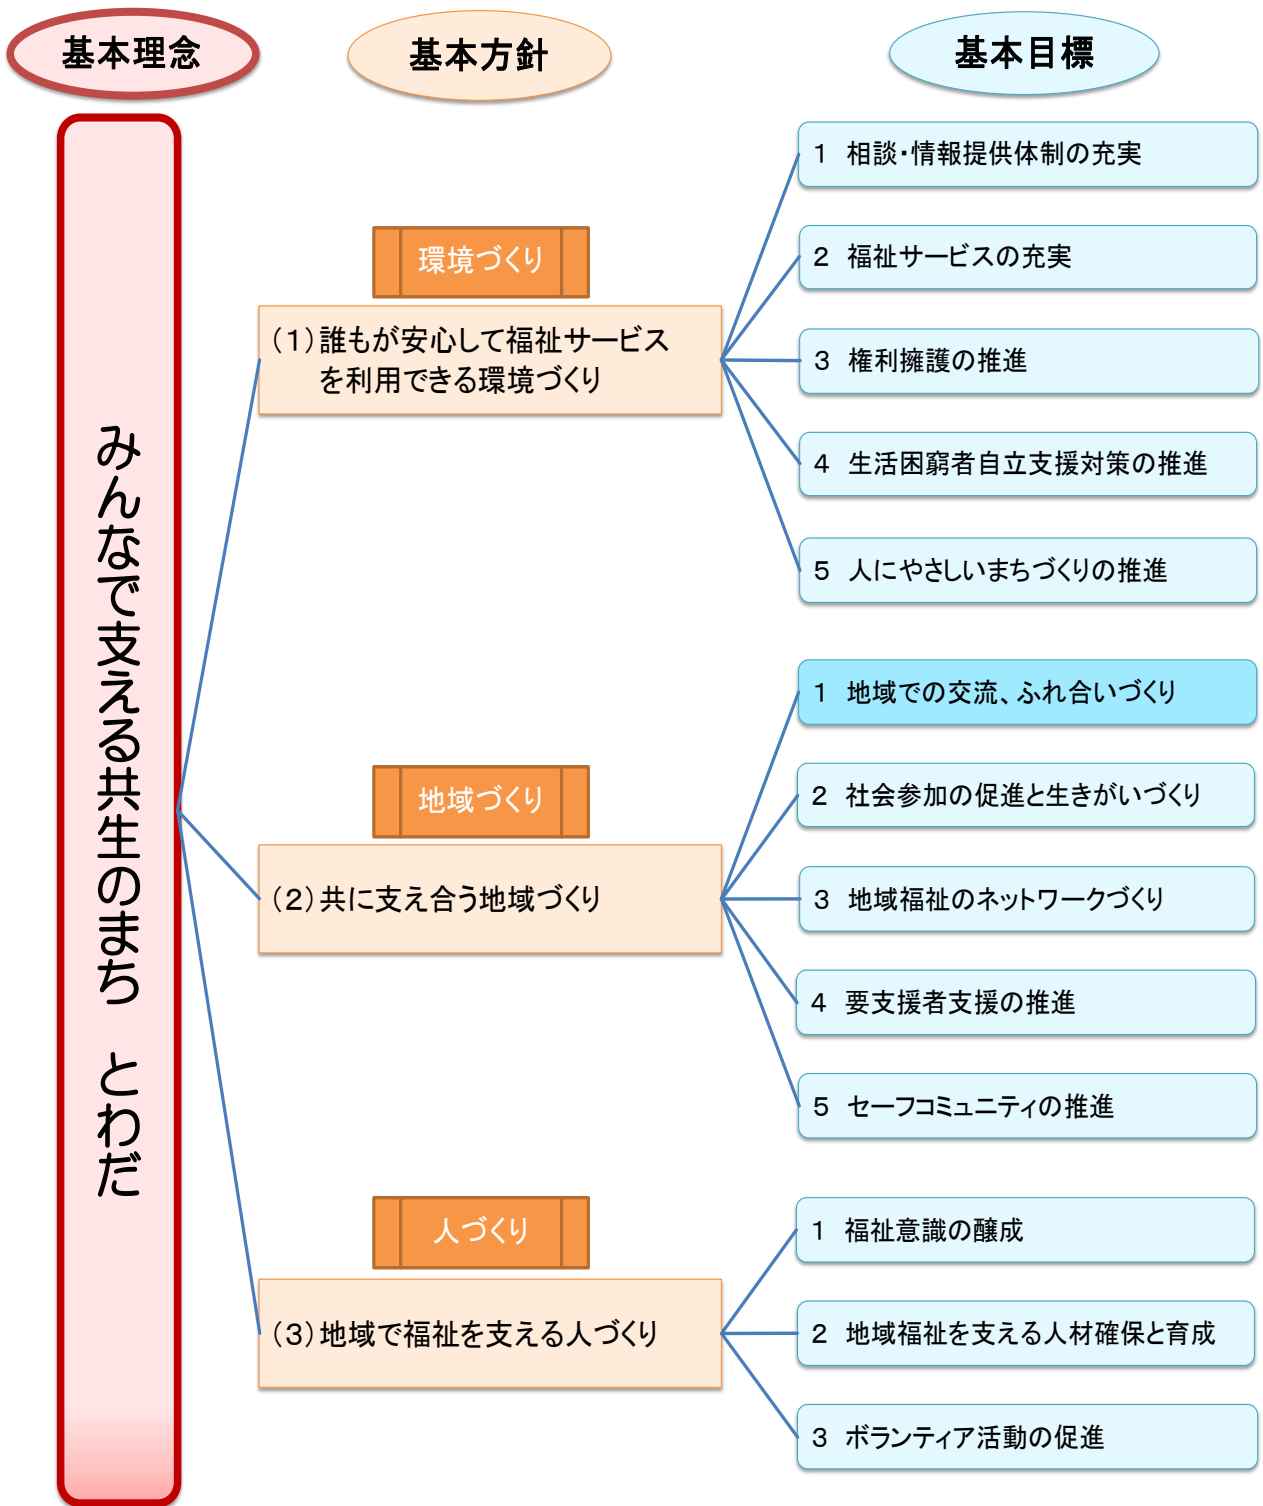 基本理念
基本方針
基本目標
みんなで支える共生のまち　とわだ
環境づくり
(1)誰もが安心して福祉サービス
を利用できる環境づくり
1 相談・情報提供体制の充実
2 福祉サービスの充実
3 権利擁護の推進
4 生活困窮者自立支援対策の推進
5 人にやさしいまちづくりの推進
地域づくり
(2)共に支え合う地域づくり
1 地域での交流、ふれ合いづくり
2 社会参加の促進と生きがいづくり
3 地域福祉のネットワークづくり
4 要支援者支援の推進
5 セーフコミュニティの推進
人づくり
(3)地域で福祉を支える人づくり
1 福祉意識の醸成
2 地域福祉を支える人材確保と育成
3 ボランティア活動の促進